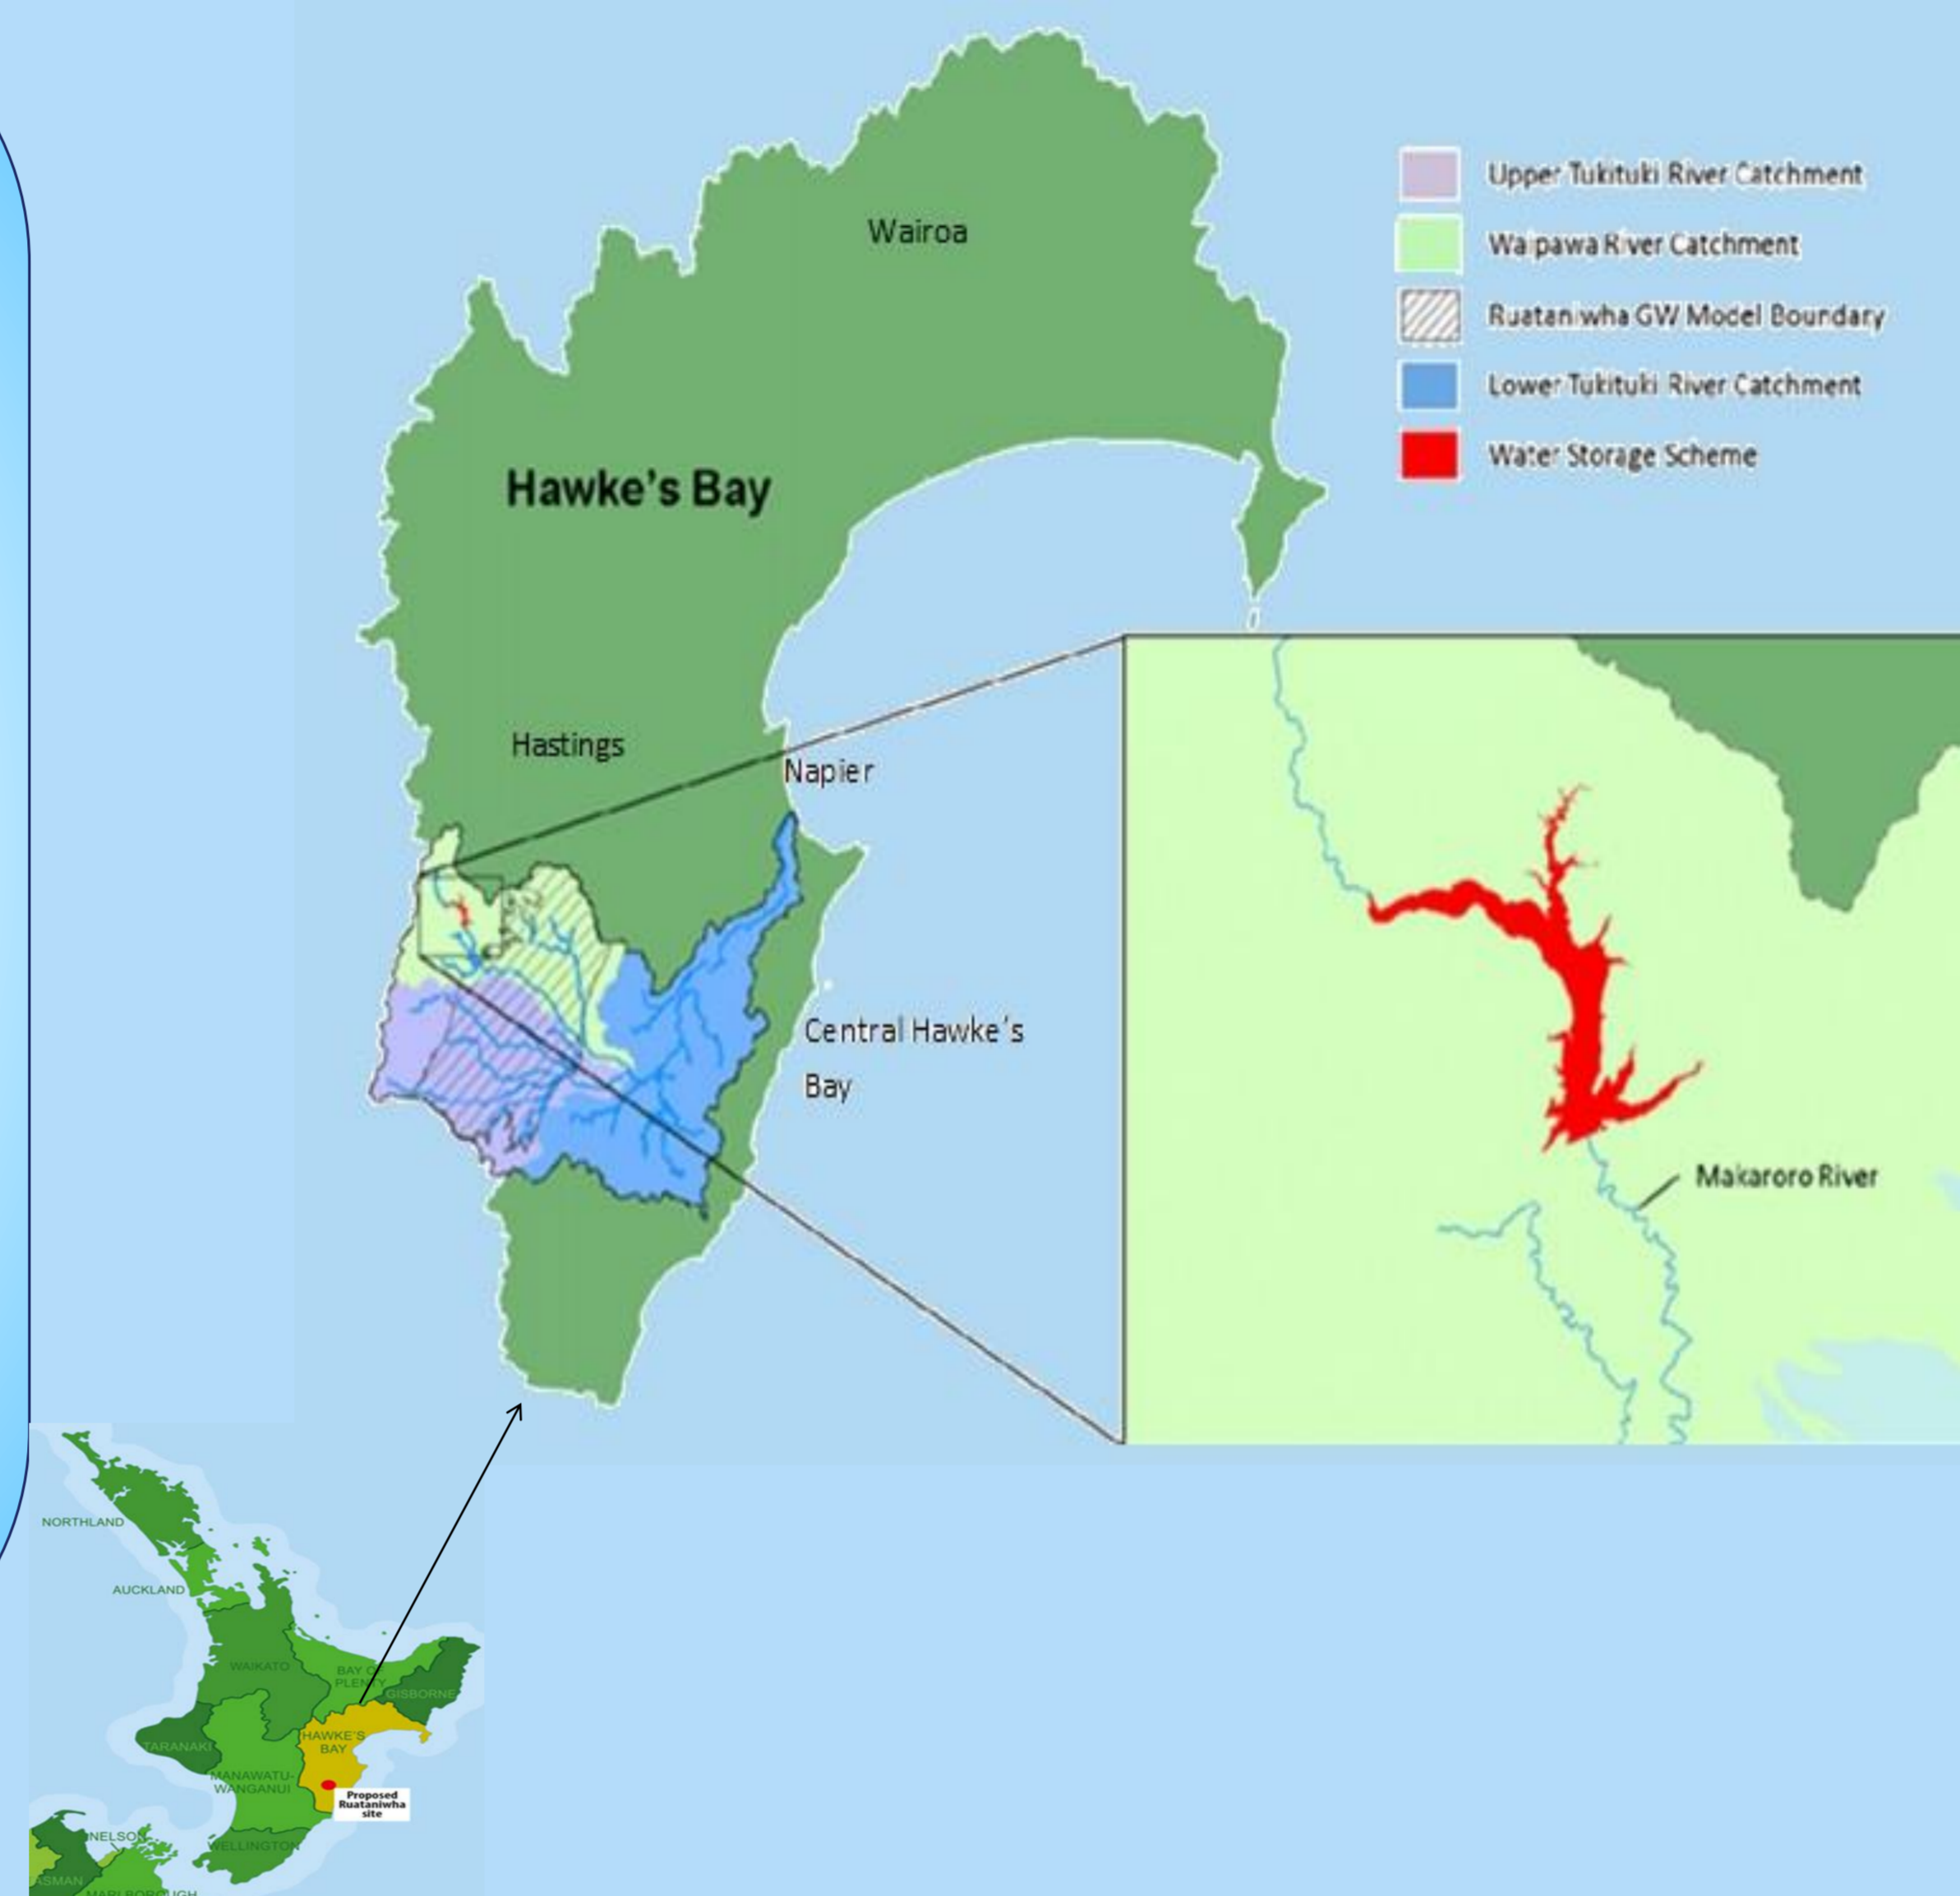 Wairoa
Hawke's Bay
Hastings
Napier
Central Hawke's
Bay
Upper Tukituki River Catchment
Waipawa River Catchment
Ruataniwha GW Model Boundary
Lower Tukituki River Catchment
Water Storage Scheme
Makaroro River
NORTHLAND
AUCKLAND
WAIKATO
BAY OF
PLENTY
GISBORNE
HAWKE'S
BAY
TARANAKI
MANAWATU-
WANGANUI
Proposed
Ruataniwha
site
WELLINGTON
NELSON
ASMAN
MARLBOROUGH